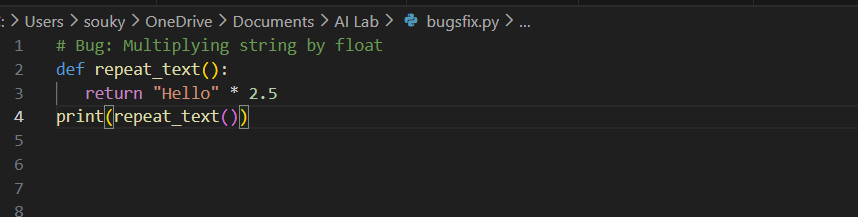 : > Users > souky > OneDrive > Documents > AI Lab > bugsfix.py > ...
1 # Bug: Multiplying string by float
2 def repeat_text():
3 return "Hello" * 2.5
4 print(repeat_text())
5
6
7
8